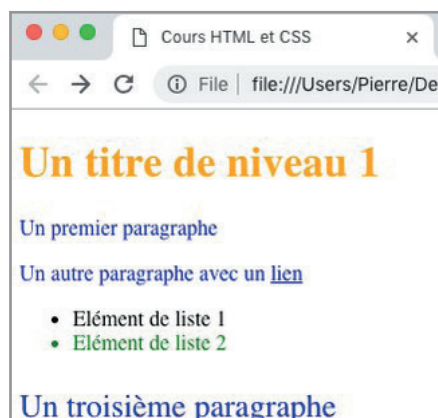 Cours HTML et CSS
File | file:///Users/Pierre/De
Un titre de niveau 1
Un premier paragraphe
Un autre paragraphe avec un lien
• Elément de liste 1
• Elément de liste 2
Un troisième paragraphe